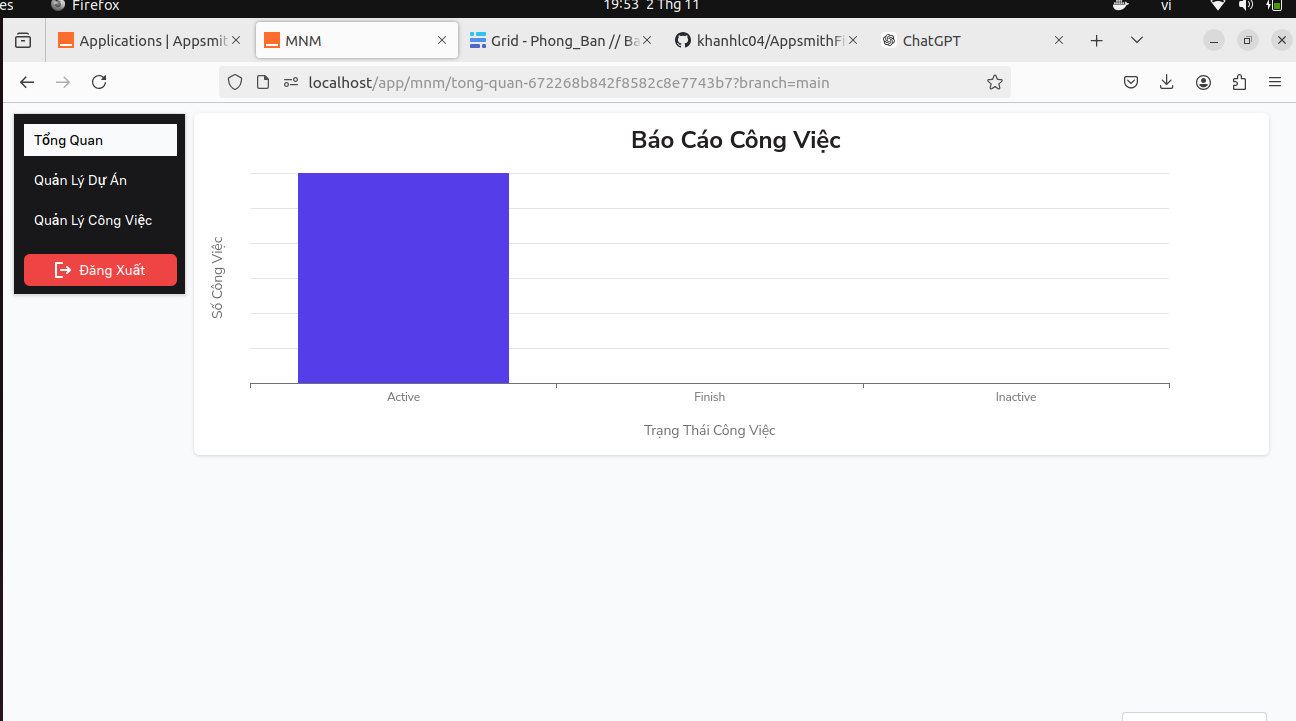 es Firefox 19:53 2 Thg 11 vi
Applications | Appsmit MNM Grid - Phong_Ban // Ba khanhlc04/AppsmithFi ChatGPT
localhost/app/mnm/tong-quan-672268b842f8582c8e7743b7?branch=main
Tổng Quan
Quản Lý Dự Án
Quản Lý Công Việc
Đăng Xuất
Báo Cáo Công Việc
Số Công Việc
Active Finish Inactive
Trạng Thái Công Việc